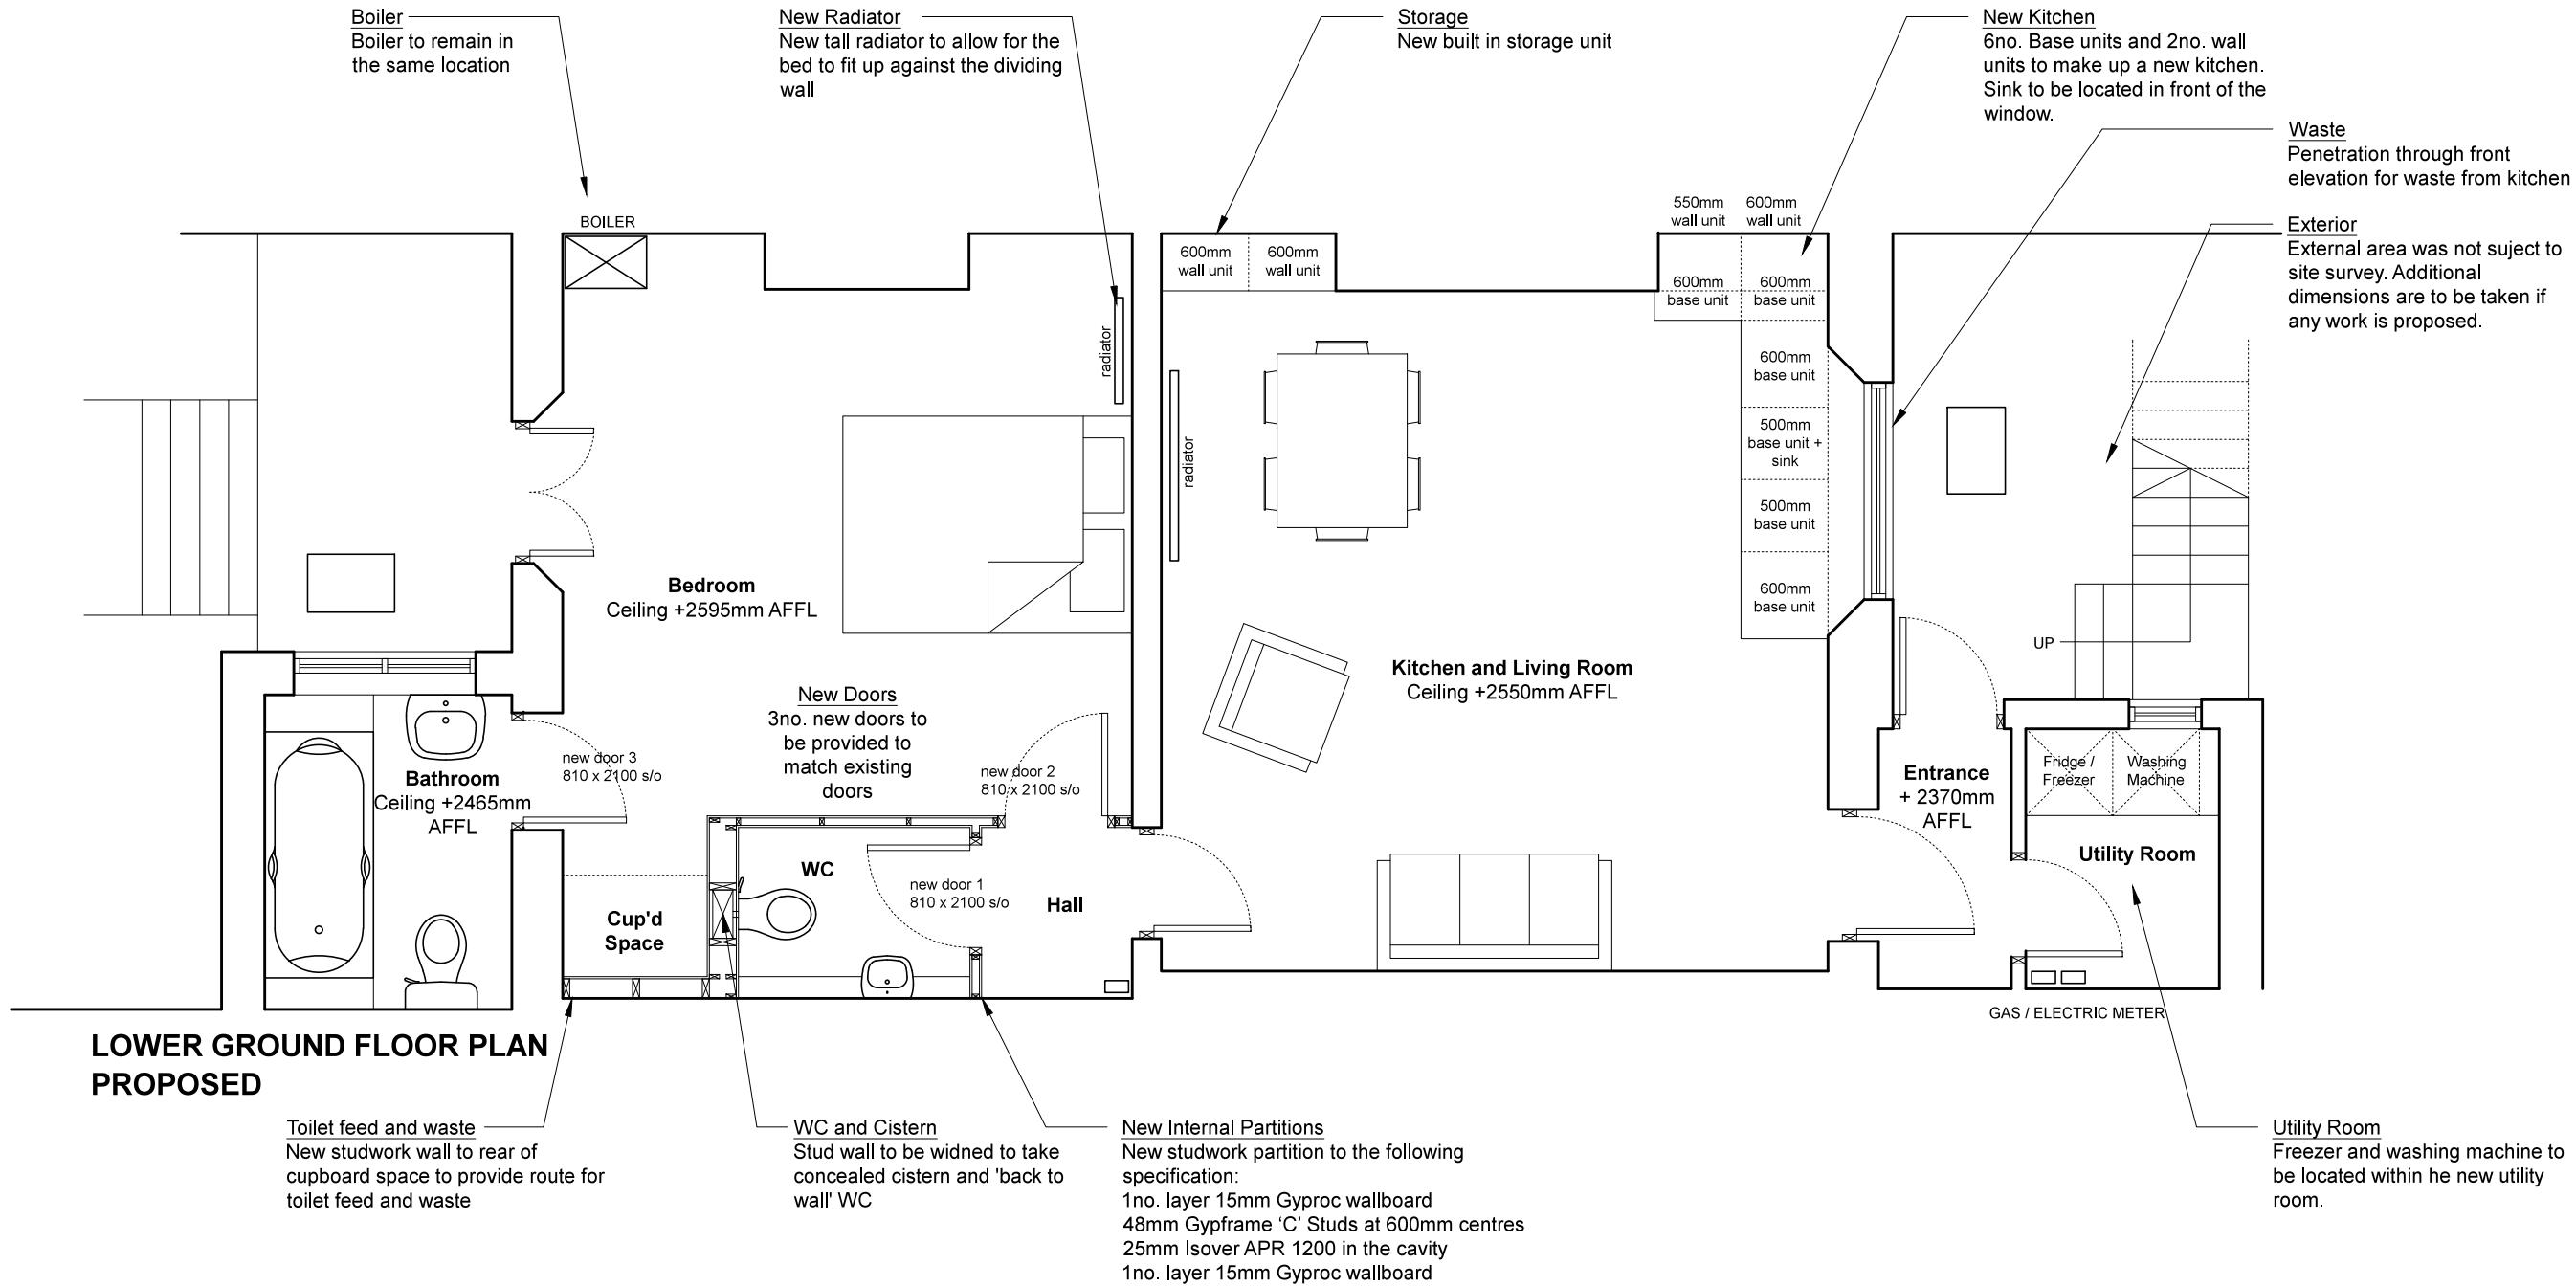 Boiler
Boiler to remain in
the same location
New Radiator
New tall radiator to allow for the
bed to fit up against the dividing
wall
Storage
New built in storage unit
New Kitchen
6no. Base units and 2no. wall
units to make up a new kitchen.
Sink to be located in front of the
window.
Waste
Penetration through front
elevation for waste from kitchen
Exterior
External area was not suject to
site survey. Additional
dimensions are to be taken if
any work is proposed.
BOILER
radiator
600mm
wall unit
600mm
wall unit
550mm
wall unit
600mm
wall unit
600mm
base unit
600mm
base unit
600mm
base unit
500mm
base unit +
sink
500mm
base unit
600mm
base unit
radiator
Bedroom
Ceiling +2595mm AFFL
Kitchen and Living Room
Ceiling +2550mm AFFL
UP
New Doors
3no. new doors to
be provided to
match existing
doors
new door 3
810 x 2100 s/o
new door 2
810 x 2100 s/o
Bathroom
Ceiling +2465mm
AFFL
Entrance
+ 2370mm
AFFL
Fridge /
Freezer
Washing
Machine
Utility Room
WC
new door 1
810 x 2100 s/o
Hall
Cup'd
Space
GAS / ELECTRIC METER
LOWER GROUND FLOOR PLAN
PROPOSED
Toilet feed and waste
New studwork wall to rear of
cupboard space to provide route for
toilet feed and waste
WC and Cistern
Stud wall to be widned to take
concealed cistern and 'back to
wall' WC
New Internal Partitions
New studwork partition to the following
specification:
1no. layer 15mm Gyproc wallboard
48mm Gypframe ‘C’ Studs at 600mm centres
25mm Isover APR 1200 in the cavity
1no. layer 15mm Gyproc wallboard
Utility Room
Freezer and washing machine to
be located within he new utility
room.